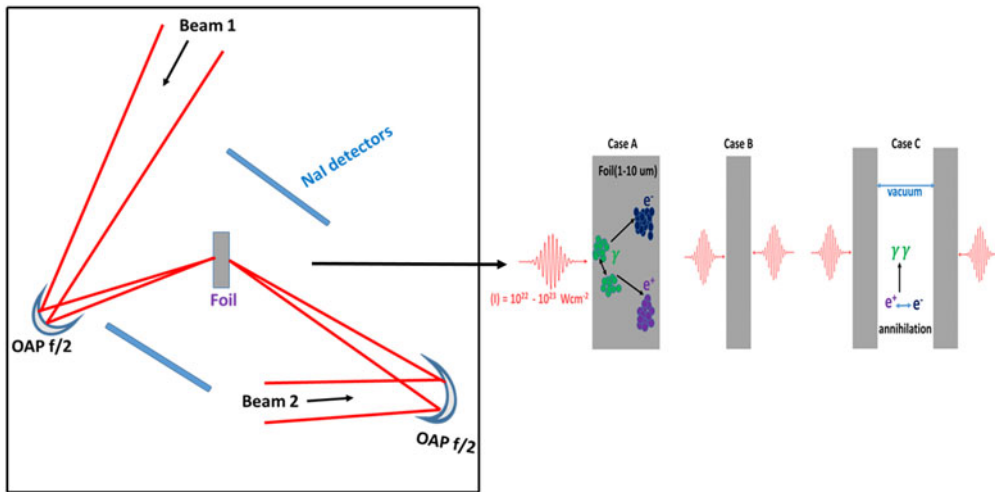 Beam 1
NaI detectors
Foil
OAP f/2
Beam 2
OAP f/2
Case A
Foil(1-10 um)
e-
γ
e+
(I) = 10²² - 10²³ Wcm⁻²
Case B
Case C
vacuum
γ γ
e+ e-
annihilation